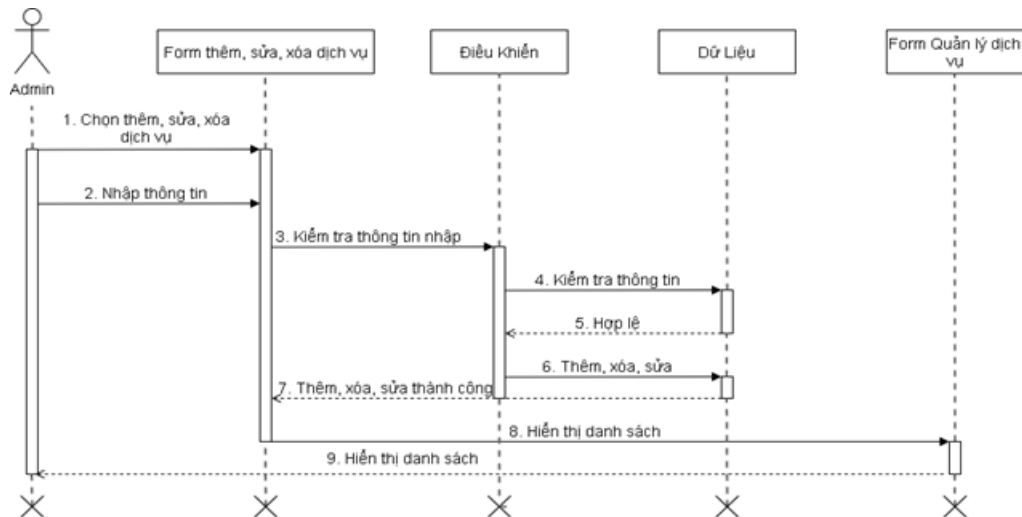 Admin
Form thêm, sửa, xóa dịch vụ
Điều Khiển
Dữ Liệu
Form Quản lý dịch
vụ
1. Chọn thêm, sửa, xóa
dịch vụ
2. Nhập thông tin
3. Kiểm tra thông tin nhập
4. Kiểm tra thông tin
5. Hợp lệ
6. Thêm, xóa, sửa
7. Thêm, xóa, sửa thành công
8. Hiển thị danh sách
9. Hiển thị danh sách